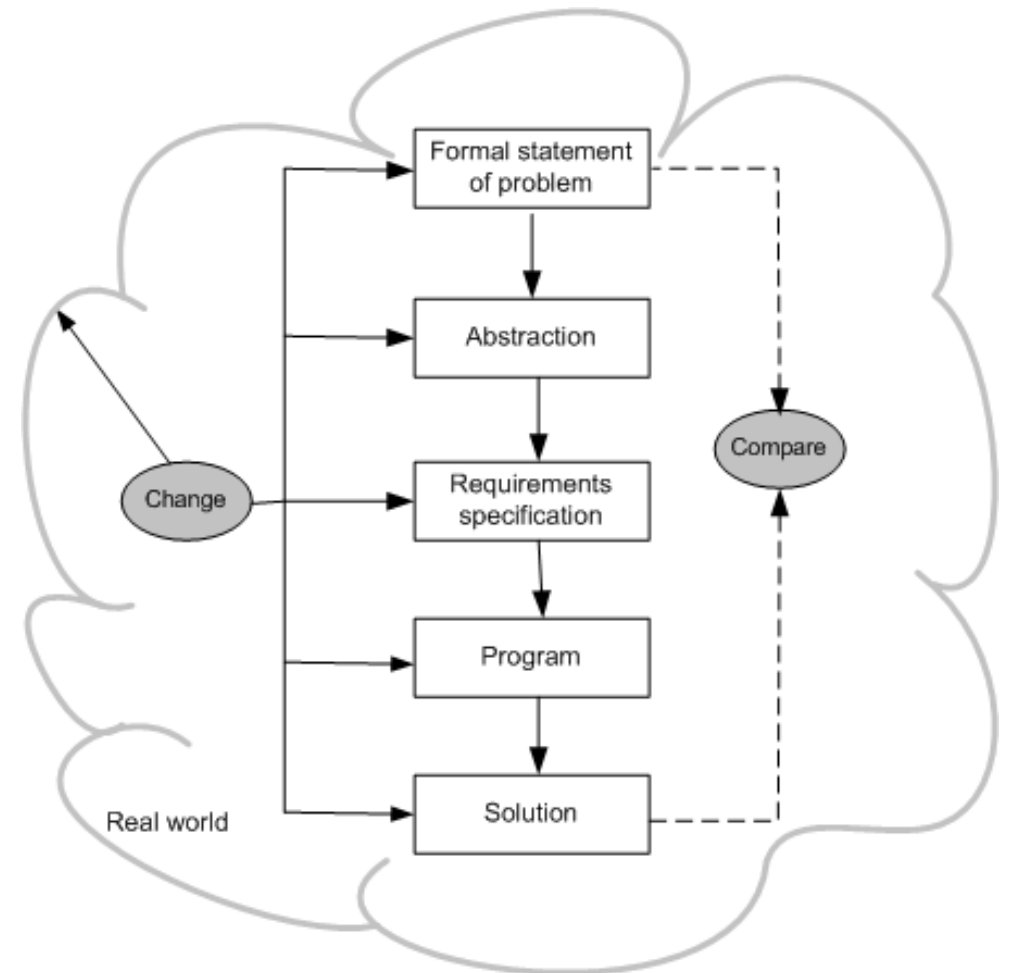 Formal statement
of problem
Abstraction
Compare
Requirements
specification
Change
Program
Solution
Real world